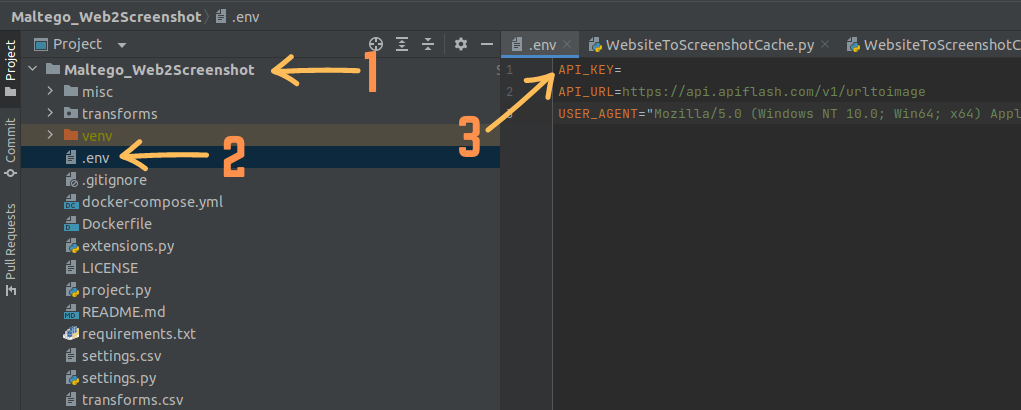 Maltego_Web2Screenshot .env
Project
.env
WebsiteToScreenshotCache.py
WebsiteToScreenshotC
Project
Commit
Pull Requests
Maltego_Web2Screenshot
1
misc
transforms
venv
.env
2
.gitignore
docker-compose.yml
Dockerfile
extensions.py
LICENSE
project.py
README.md
requirements.txt
settings.csv
settings.py
transforms.csv
3
1 API_KEY=
2 API_URL=https://api.apiflash.com/v1/urltoimage
3 USER_AGENT="Mozilla/5.0 (Windows NT 10.0; Win64; x64) Appl